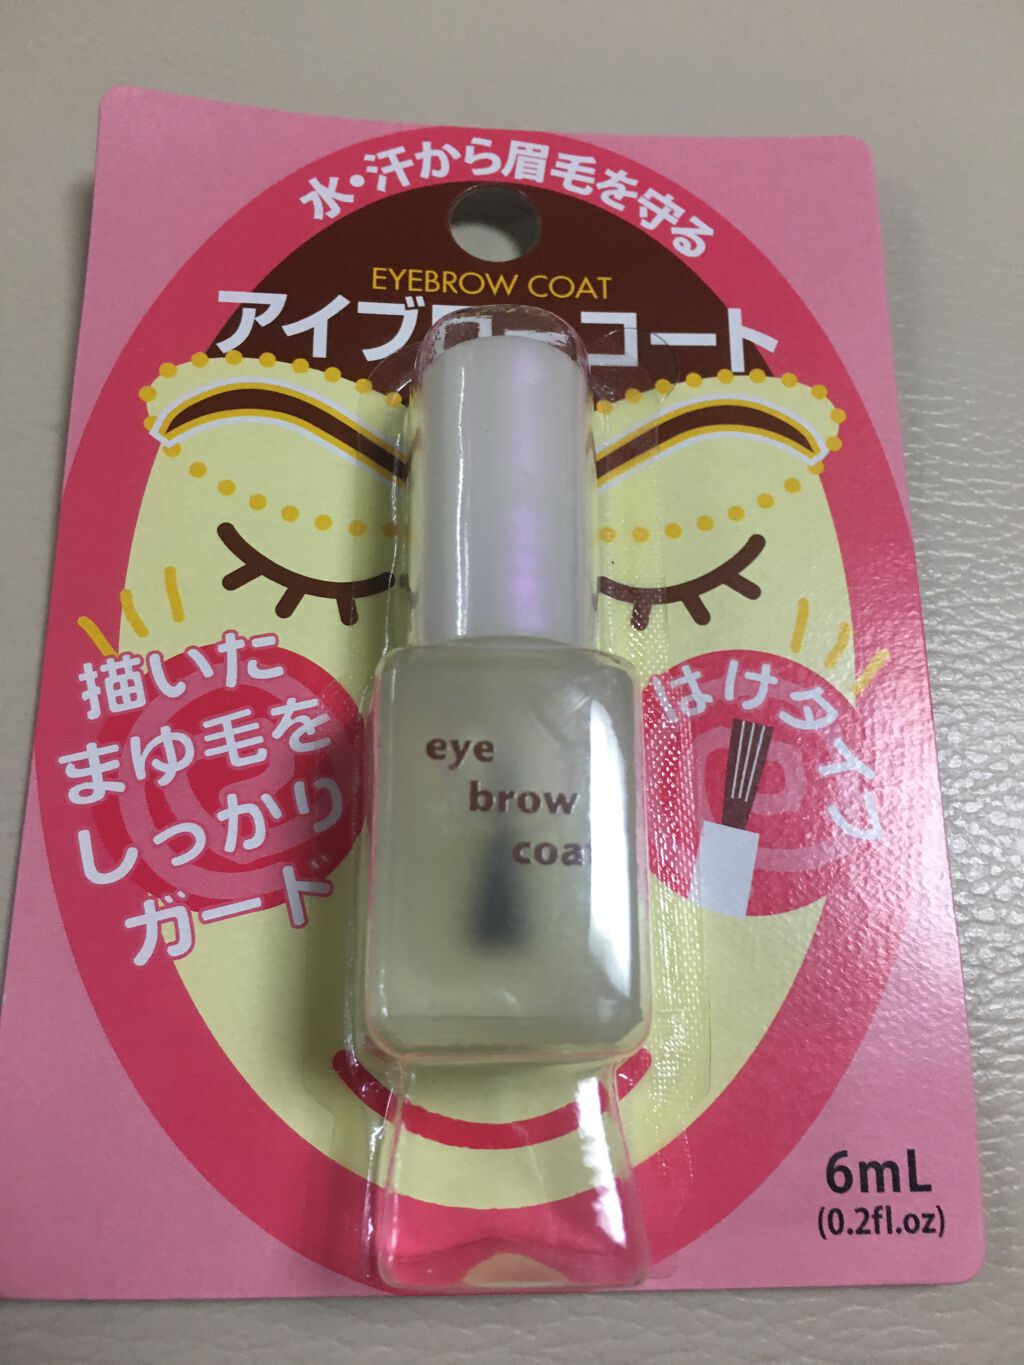 水・汗から眉毛を守る
EYEBROW COAT
アイブローコート
描いた
まゆ毛を
しっかり
ガード
はけタイプ
eye
brow
coat
6mL
(0.2fl.oz)